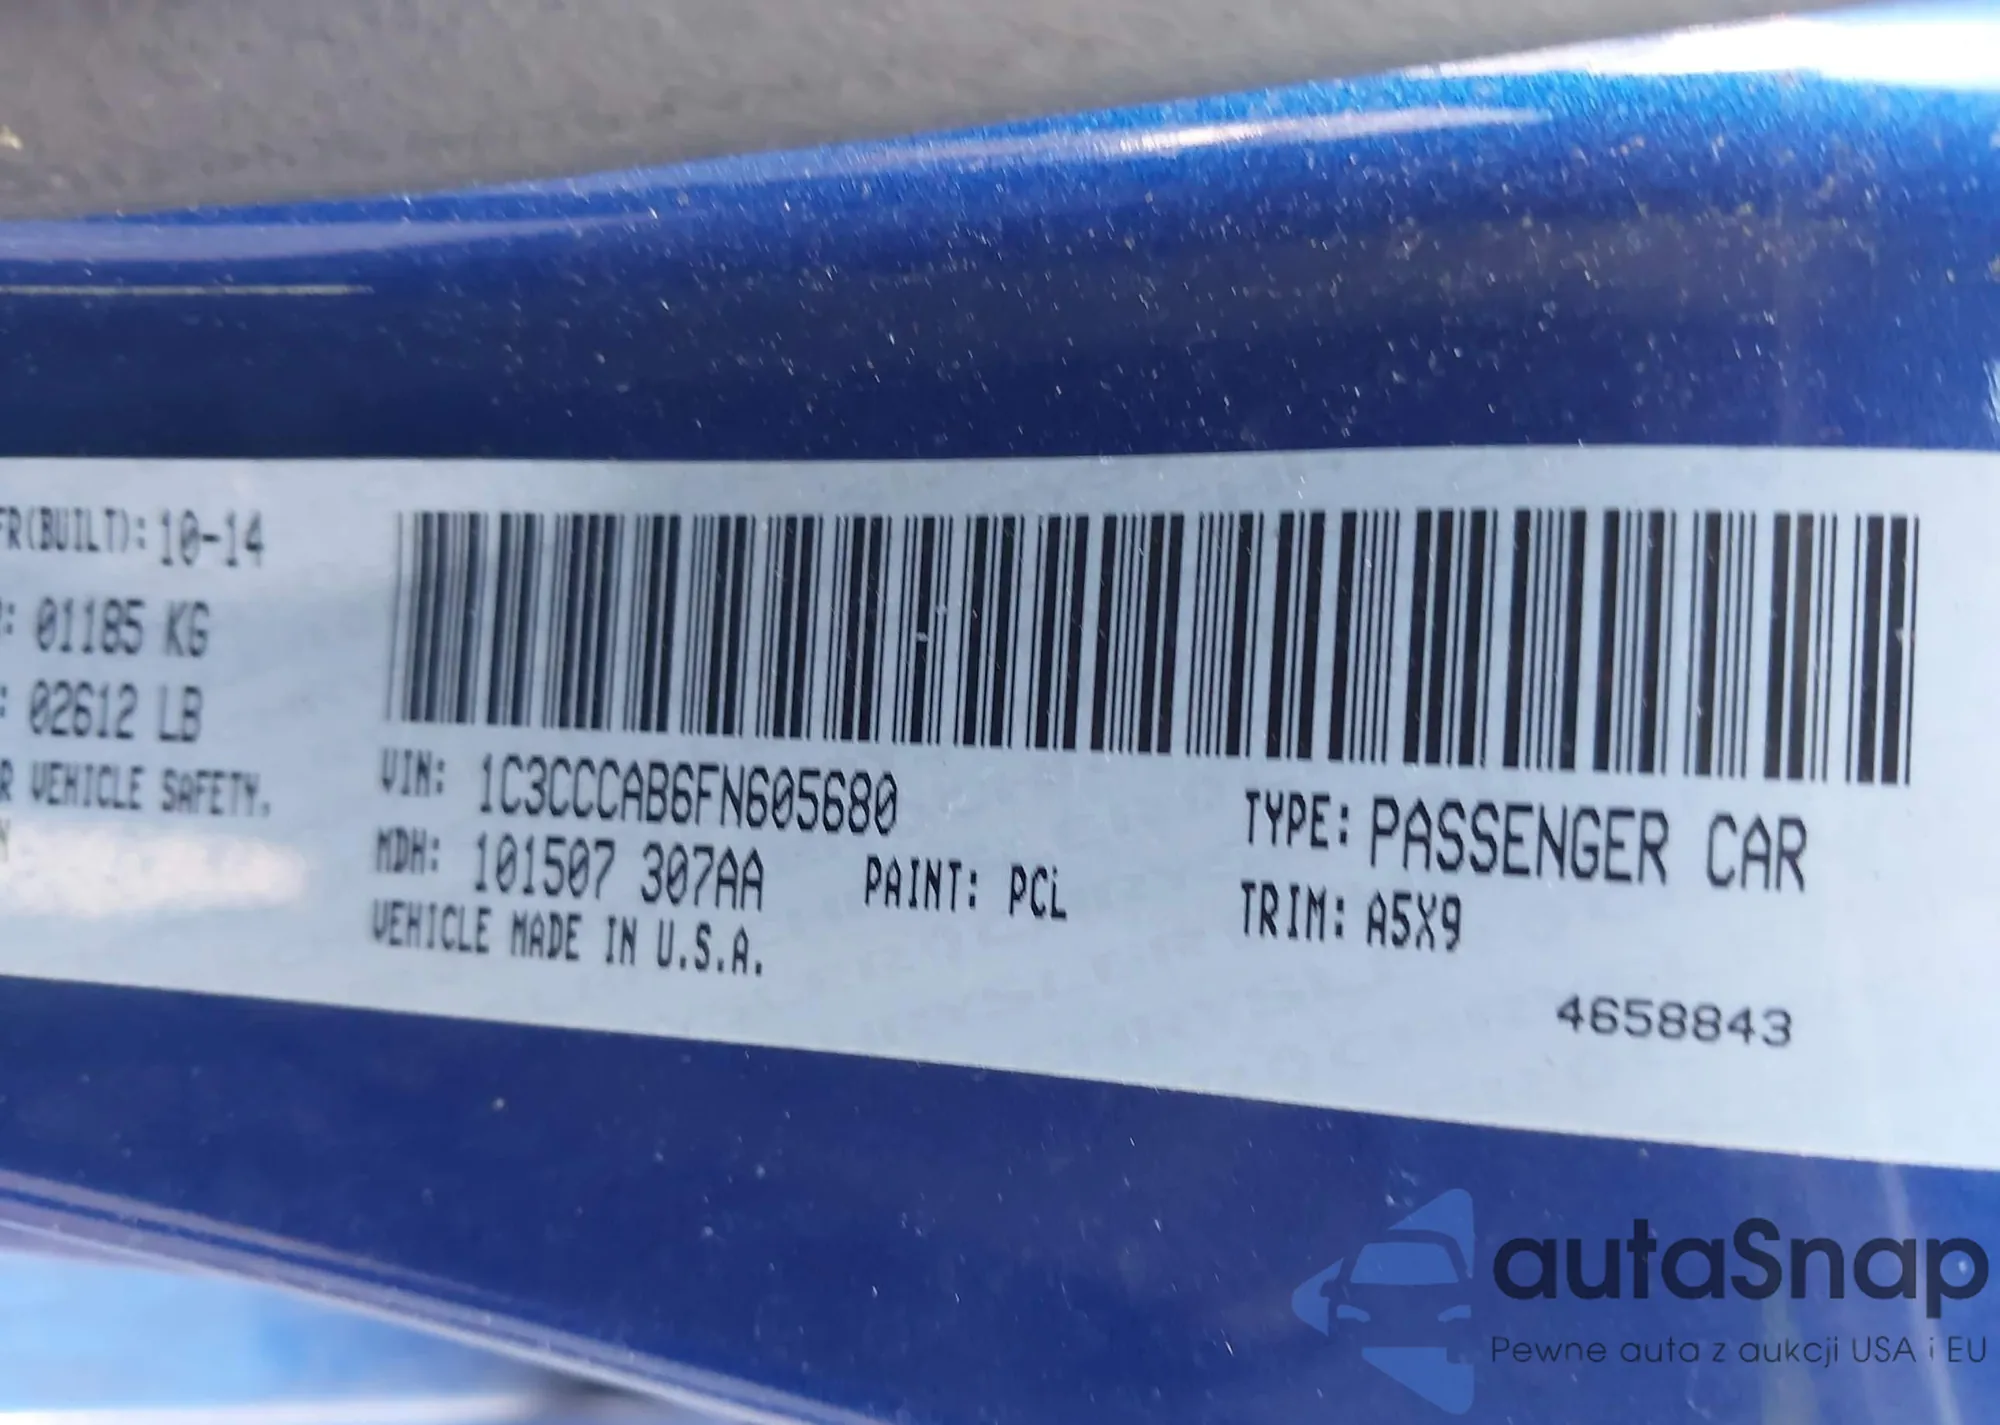 FR(BUILT): 10-14
R: 01185 KG
: 02612 LB
R VEHICLE SAFETY.
N
VIN: 1C3CCCAB6FN605680
MDH: 101507 307AA
PAINT: PCL
VEHICLE MADE IN U.S.A.
TYPE: PASSENGER CAR
TRIM: A5X9
4658843
autaSnap
Pewne auta z aukcji USA i EU